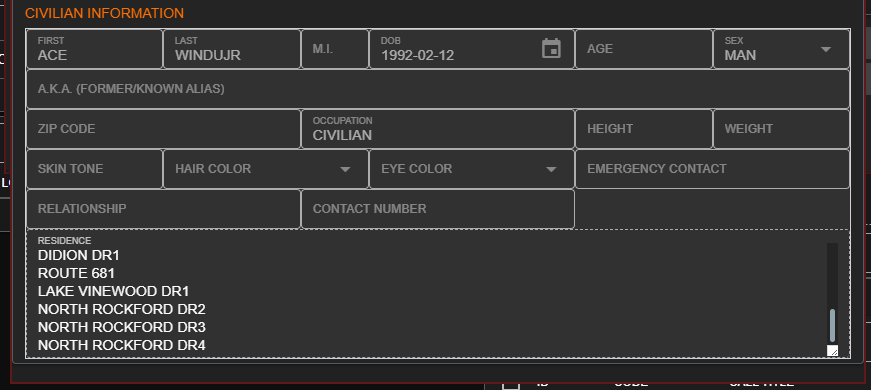 CIVILIAN INFORMATION
FIRST
LAST
M.I.
DOB
AGE
SEX
ACE
WINDUJR
1992-02-12
MAN
A.K.A. (FORMER/KNOWN ALIAS)
ZIP CODE
OCCUPATION
CIVILIAN
HEIGHT
WEIGHT
SKIN TONE
HAIR COLOR
EYE COLOR
EMERGENCY CONTACT
RELATIONSHIP
CONTACT NUMBER
RESIDENCE
DIDION DR1
ROUTE 681
LAKE VINEWOOD DR1
NORTH ROCKFORD DR2
NORTH ROCKFORD DR3
NORTH ROCKFORD DR4